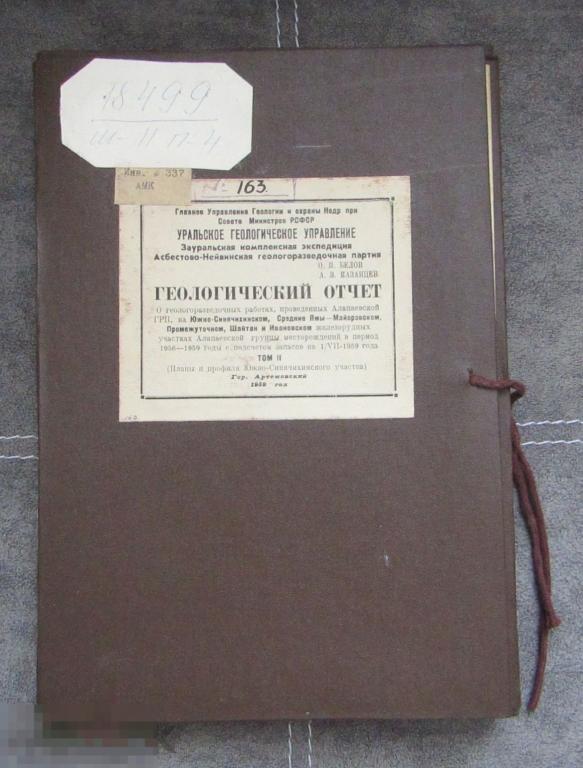 18499
III-II п-4
Инв. № 337
АМК
№ 163.
Главное Управление Геологии и охраны Недр при
Совете Министров РСФСР
УРАЛЬСКОЕ ГЕОЛОГИЧЕСКОЕ УПРАВЛЕНИЕ
Зауральская комплексная экспедиция
Асбестово-Нейвинская геологоразведочная партия
О. П. БЕЛОВ
А. В. КАЗАНЦЕВ
ГЕОЛОГИЧЕСКИЙ ОТЧЕТ
О геологоразведочных работах, проведенных Алапаевской
ГРП, на Южно-Синячихинском, Средние Ямы—Майоровском,
Промежуточном, Шайтан и Ивановском железорудных
участках Алапаевской группы месторождений в период
1956—1959 годы с подсчетом запасов на 1/VII-1959 года
ТОМ II
(Планы и профиля Южно-Синячихинского участка)
Гор. Артемовский
1959 год
163